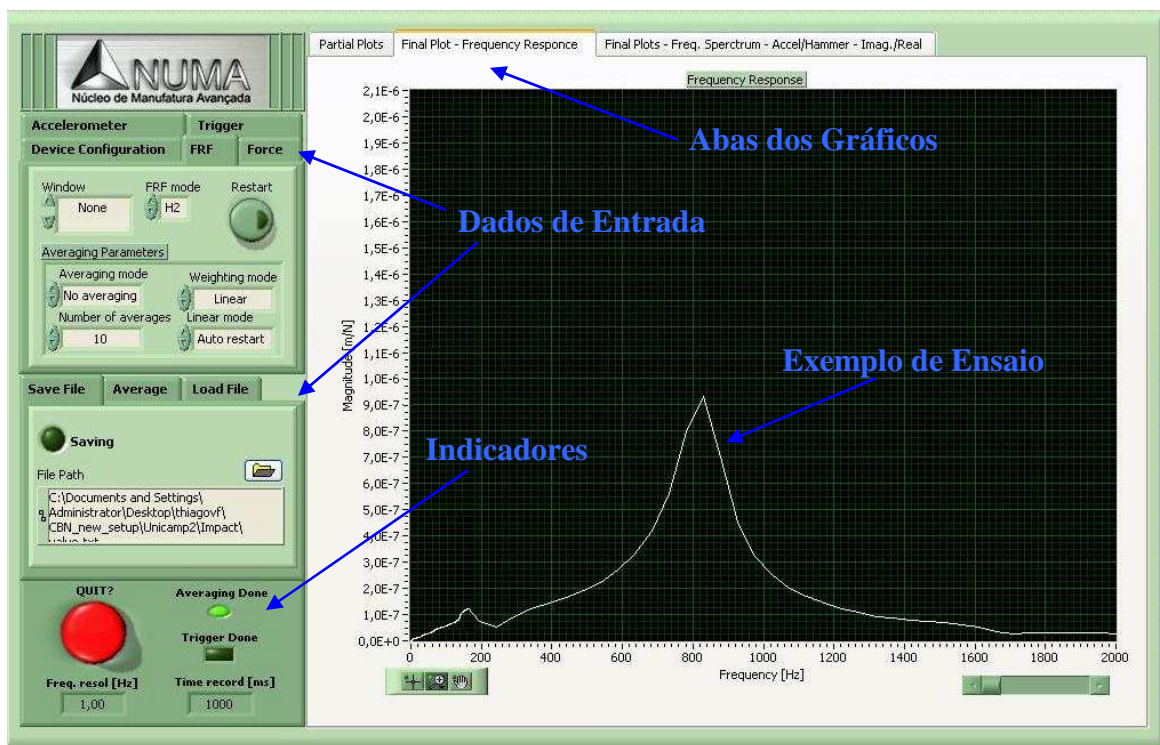 NUMA
Núcleo de Manufatura Avançada
Accelerometer Trigger
Device Configuration FRF Force
Window FRF mode Restart
None H2
Averaging Parameters
Averaging mode Weighting mode
No averaging Linear
Number of averages Linear mode
10 Auto restart
Save File Average Load File
Saving
File Path
C:\Documents and Settings\
Administrator\Desktop\thiagovf\
CBN_new_setup\Unicamp2\Impact\
value.txt
QUIT? Averaging Done
Trigger Done
Freq. resol [Hz] Time record [ms]
1,00 1000
Partial Plots Final Plot - Frequency Responce Final Plots - Freq. Sperctrum - Accel/Hammer - Imag./Real
Frequency Response
2,1E-6
2,0E-6
1,9E-6
1,8E-6
1,7E-6
1,6E-6
1,5E-6
1,4E-6
1,3E-6
1,2E-6
1,1E-6
1,0E-6
9,0E-7
8,0E-7
7,0E-7
6,0E-7
5,0E-7
4,0E-7
3,0E-7
2,0E-7
1,0E-7
0,0E+0
Magnitude [m/N]
0 200 400 600 800 1000 1200 1400 1600 1800 2000
Frequency [Hz]
Abas dos Gráficos
Dados de Entrada
Exemplo de Ensaio
Indicadores